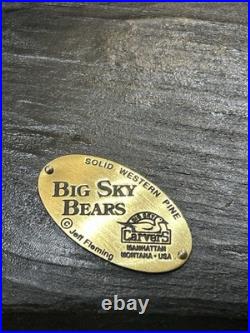 SOLID WESTERN PINE
BIG SKY
BEARS
BIG SKY
CARVERS
MANHATTAN
MONTANA · USA
© Jeff Fleming